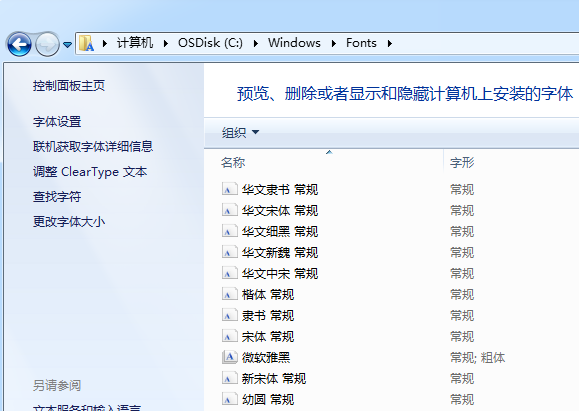 计算机 OSDisk (C:) Windows Fonts
控制面板主页
字体设置
联机获取字体详细信息
调整 ClearType 文本
查找字符
更改字体大小
另请参阅
文本服务和输入语言
预览、删除或者显示和隐藏计算机上安装的字体
组织
名称 字形
华文隶书 常规 常规
华文宋体 常规 常规
华文细黑 常规 常规
华文新魏 常规 常规
华文中宋 常规 常规
楷体 常规 常规
隶书 常规 常规
宋体 常规 常规
微软雅黑 常规; 粗体
新宋体 常规 常规
幼圆 常规 常规